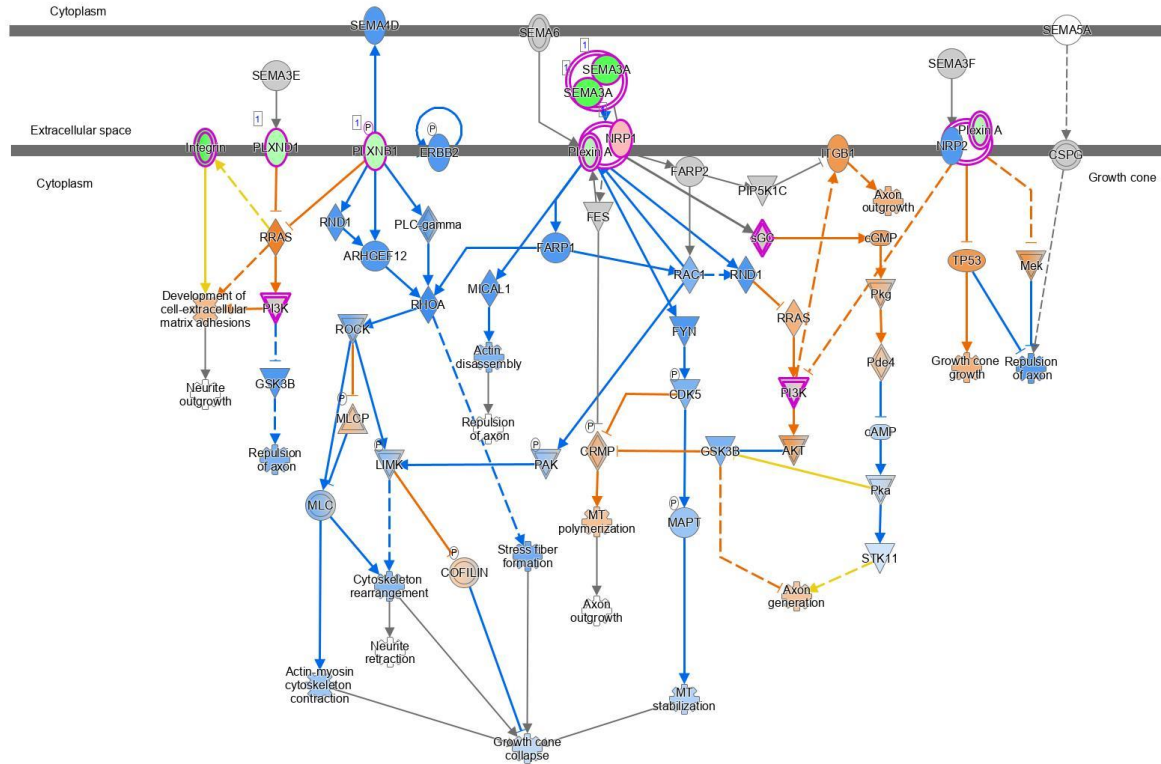 Cytoplasm
SEMA4D
SEMA6
SEMA5A
1
1
SEMA3A
SEMA3A
SEMA3E
SEMA3F
1
1
P
P
Extracellular space
Integrin
PLXND1
PLXNB1
ERBB2
Plexin A
NRP1
ITGB1
Plexin A
NRP2
CSPG
Growth cone
Cytoplasm
FARP2
PIP5K1C
Axon
outgrowth
RND1
PLC-gamma
FES
sGC
cGMP
RRAS
ARHGEF12
FARP1
RAC1
RND1
TP53
Mek
Development of
cell-extracellular
matrix adhesions
PI3K
RHOA
MICAL1
Pkg
RRAS
ROCK
FYN
Actin
disassembly
Pde4
Growth cone
growth
Repulsion
of axon
Neurite
outgrowth
GSK3B
P
CDK5
PI3K
P
MLCP
Repulsion
of axon
P
CRMP
cAMP
Repulsion
of axon
P
LIMK
P
PAK
GSK3B
AKT
Pka
MLC
P
MAPT
MT
polymerization
P
COFILIN
Stress fiber
formation
STK11
Cytoskeleton
rearrangement
Axon
outgrowth
Axon
generation
Neurite
retraction
Actin-myosin
cytoskeleton
contraction
MT
stabilization
Growth cone
collapse